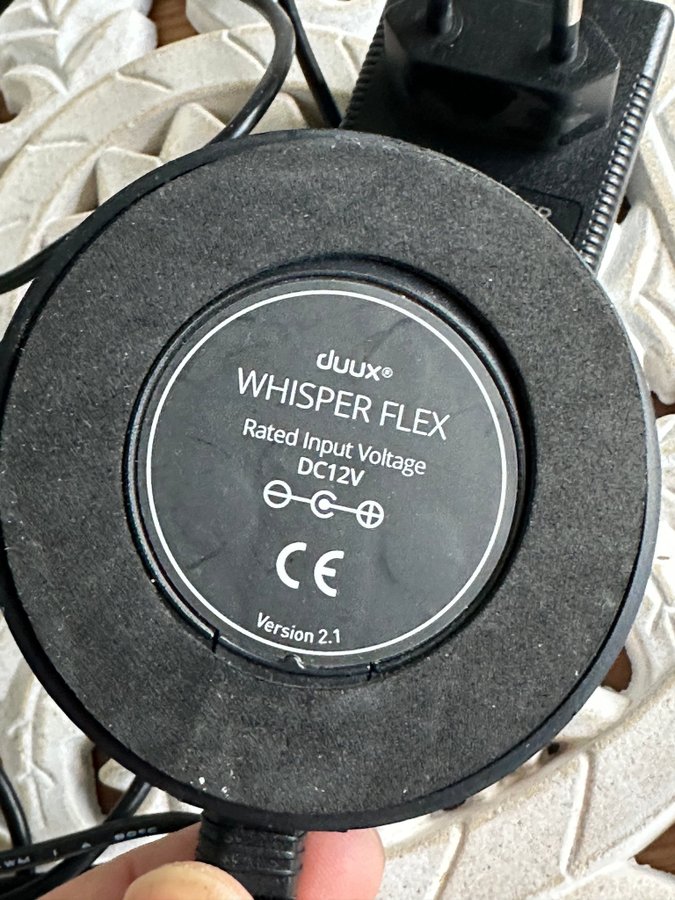 duux®
WHISPER FLEX
Rated Input Voltage
DC12V
CE
Version 2.1